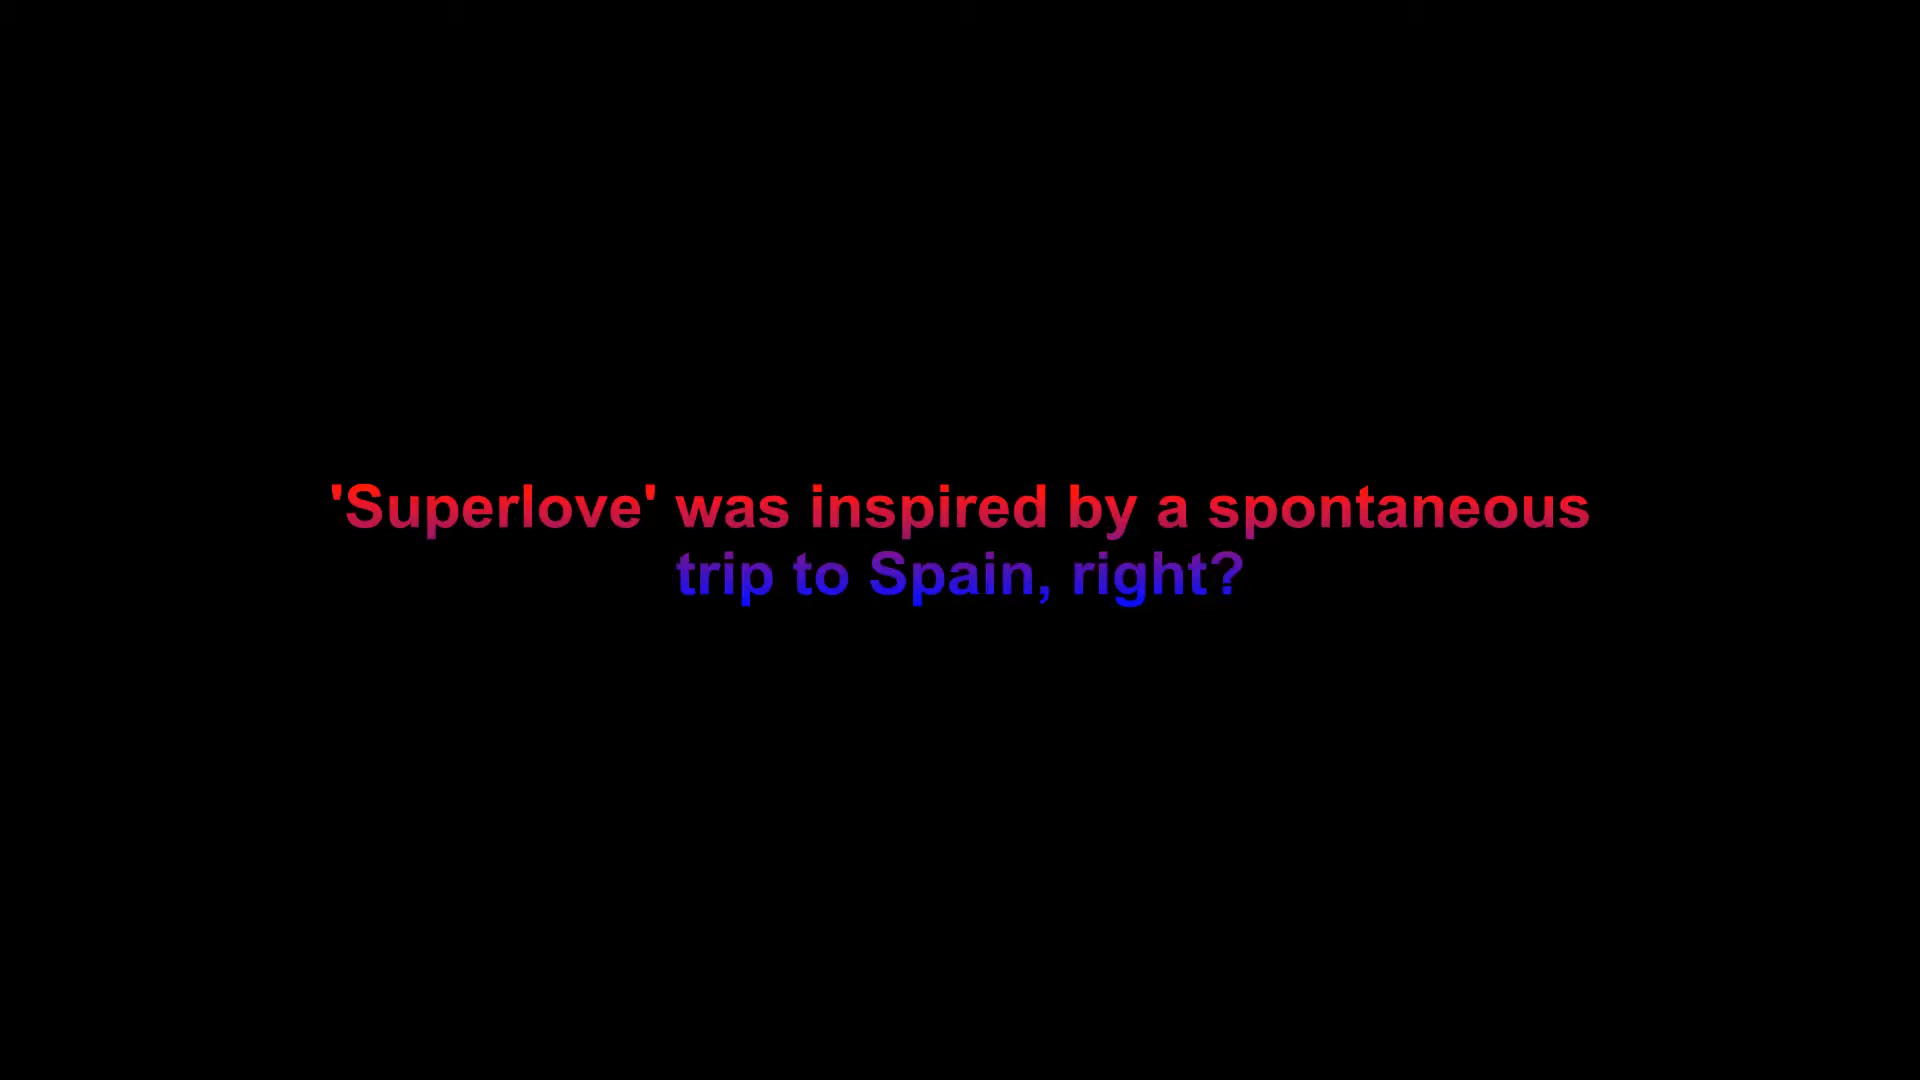 'Superlove' was inspired by a spontaneous
trip to Spain, right?